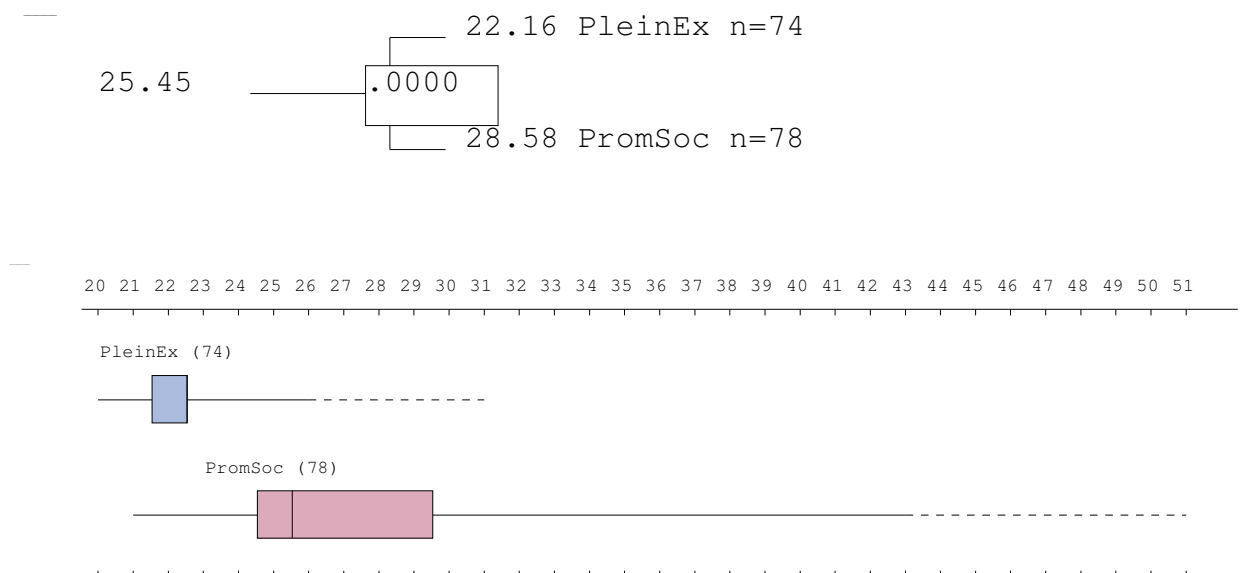 22.16 PleinEx n=74
25.45 .0000
28.58 PromSoc n=78
20 21 22 23 24 25 26 27 28 29 30 31 32 33 34 35 36 37 38 39 40 41 42 43 44 45 46 47 48 49 50 51
PleinEx (74)
PromSoc (78)